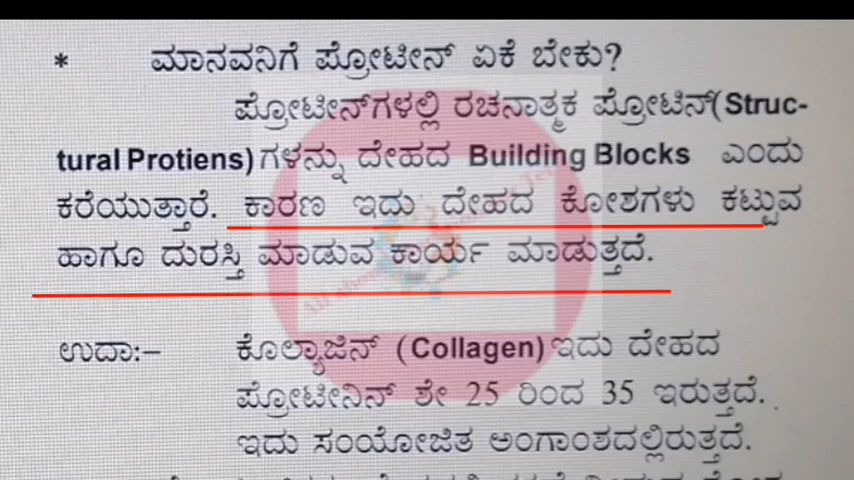 * ಮಾನವನಿಗೆ ಪ್ರೋಟೀನ್ ಏಕೆ ಬೇಕು?
ಪ್ರೋಟೀನ್‌ಗಳಲ್ಲಿ ರಚನಾತ್ಮಕ ಪ್ರೋಟಿನ್(Struc-
tural Protiens)ಗಳನ್ನು ದೇಹದ Building Blocks ಎಂದು
ಕರೆಯುತ್ತಾರೆ. ಕಾರಣ ಇದು ದೇಹದ ಕೋಶಗಳು ಕಟ್ಟುವ
ಹಾಗೂ ದುರಸ್ತಿ ಮಾಡುವ ಕಾರ್ಯ ಮಾಡುತ್ತದೆ.
ಉದಾ:– ಕೊಲ್ಯಾಜಿನ್ (Collagen) ಇದು ದೇಹದ
ಪ್ರೋಟೀನಿನ್ ಶೇ 25 ರಿಂದ 35 ಇರುತ್ತದೆ.
ಇದು ಸಂಯೋಜಿತ ಅಂಗಾಂಶದಲ್ಲಿರುತ್ತದೆ.